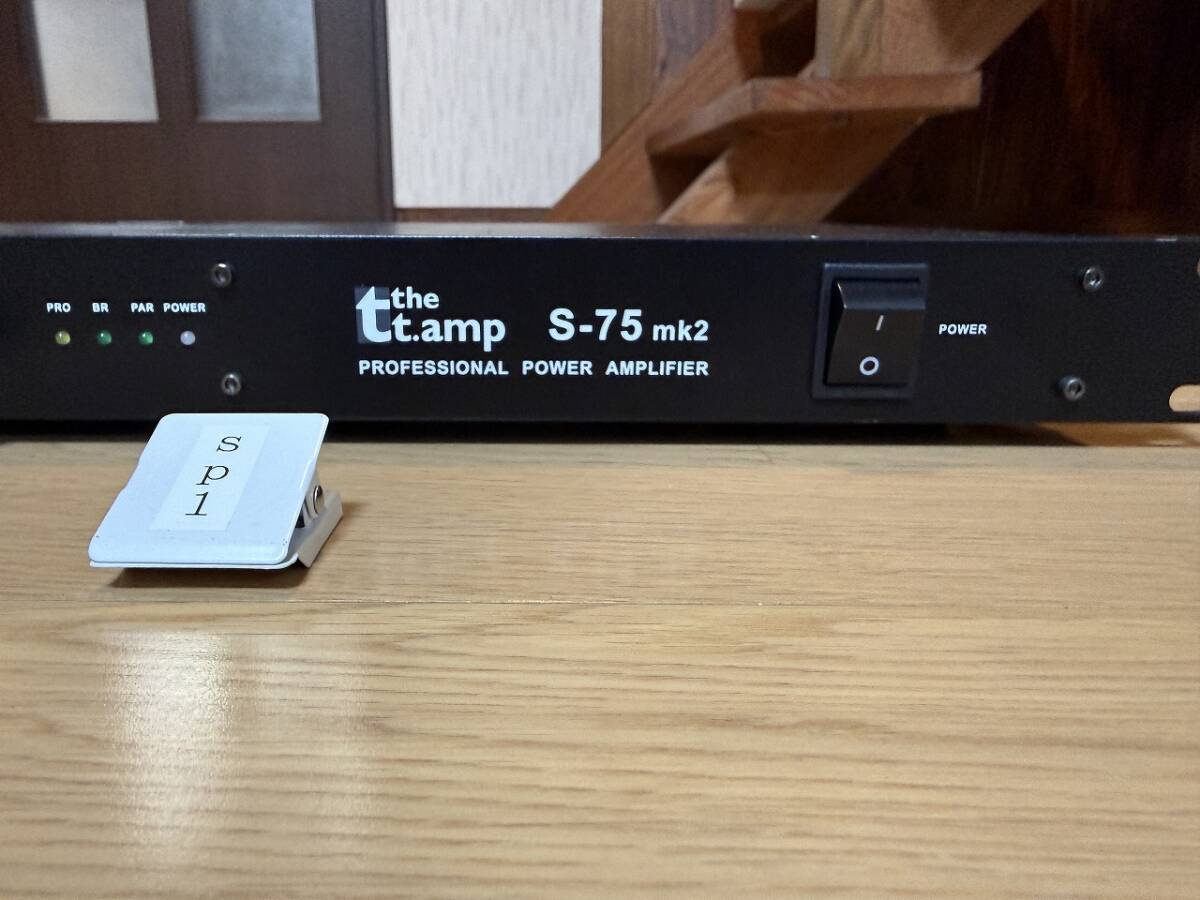 PRO BR PAR POWER
the
t.amp
S-75 mk2
PROFESSIONAL POWER AMPLIFIER
POWER
sp1